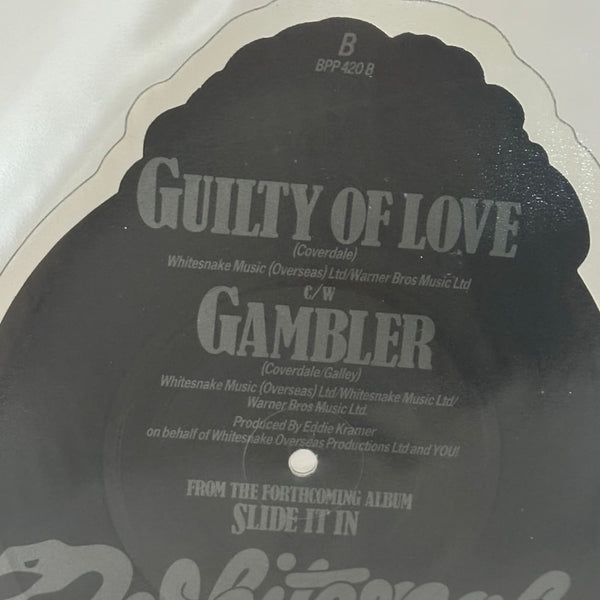 B
BPP 420 B
GUILTY OF LOVE
(Coverdale)
Whitesnake Music (Overseas) Ltd/Warner Bros Music Ltd
C/W
GAMBLER
(Coverdale/Galley)
Whitesnake Music (Overseas) Ltd/Whitesnake Music Ltd/
Warner Bros Music Ltd.
Produced By Eddie Kramer
on behalf of Whitesnake Overseas Productions Ltd and YOU!
FROM THE FORTHCOMING ALBUM
SLIDE IT IN
Whitesnake